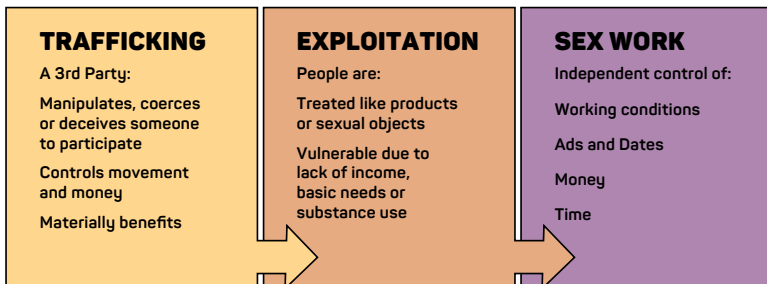 TRAFFICKING
A 3rd Party:
Manipulates, coerces
or deceives someone
to participate
Controls movement
and money
Materially benefits
EXPLOITATION
People are:
Treated like products
or sexual objects
Vulnerable due to
lack of income,
basic needs or
substance use
SEX WORK
Independent control of:
Working conditions
Ads and Dates
Money
Time